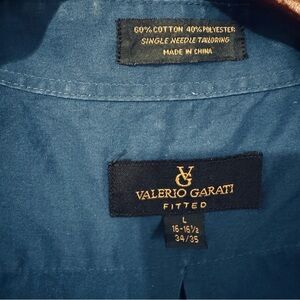 60% COTTON 40% POLYESTER
SINGLE NEEDLE TAILORING
MADE IN CHINA
VG
VALERIO GARATI
FITTED
L
16-16½
34/35